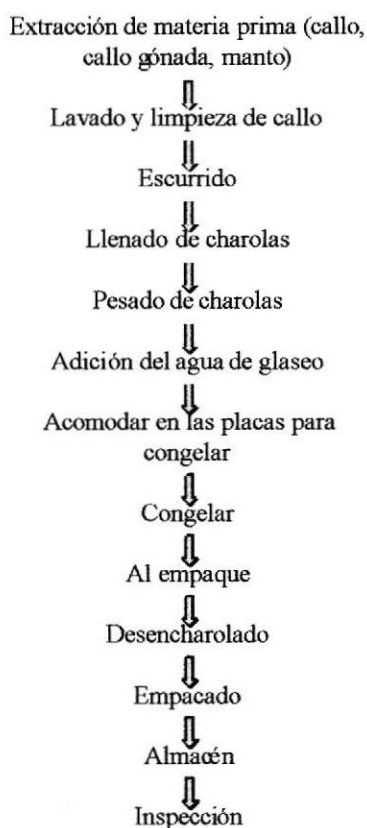 Extracción de materia prima (callo,
callo gónada, manto)
Lavado y limpieza de callo
Escurrido
Llenado de charolas
Pesado de charolas
Adición del agua de glaseo
Acomodar en las placas para
congelar
Congelar
Al empaque
Desencharolado
Empacado
Almacén
Inspección